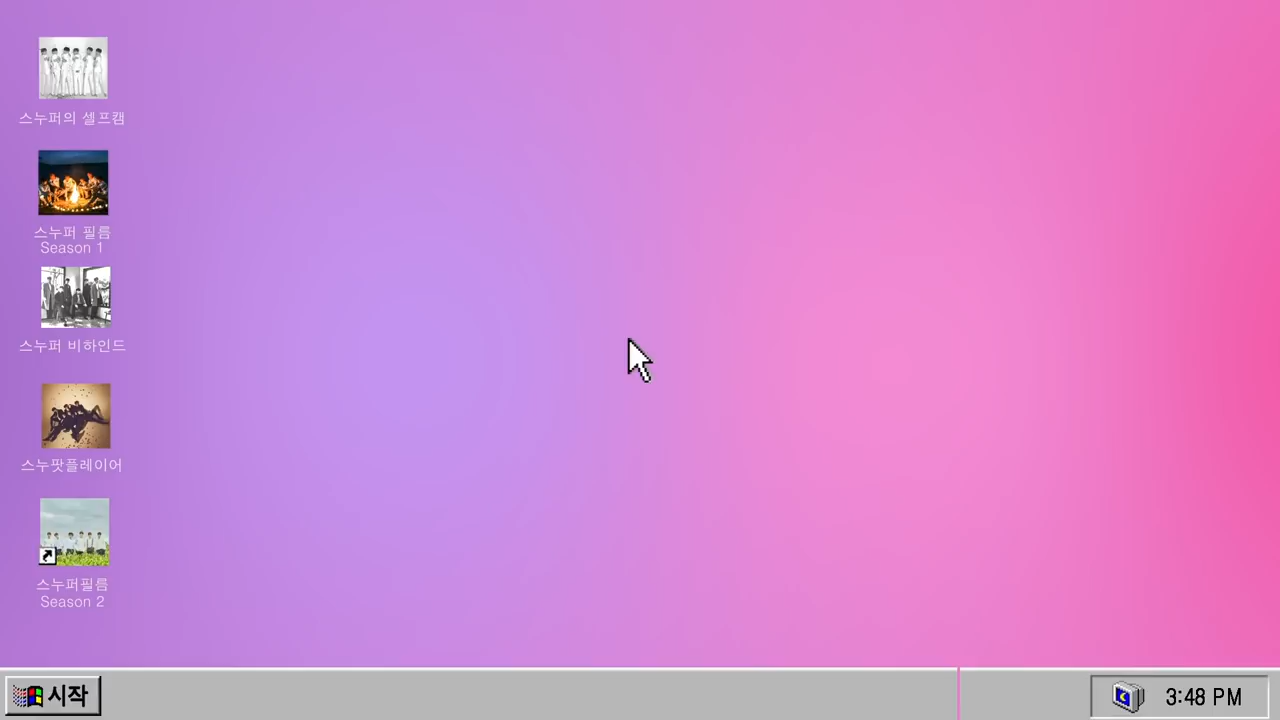 스누퍼의 셀프캠
스누퍼 필름
Season 1
스누퍼 비하인드
스누팟플레이어
스누퍼필름
Season 2
시작
3:48 PM